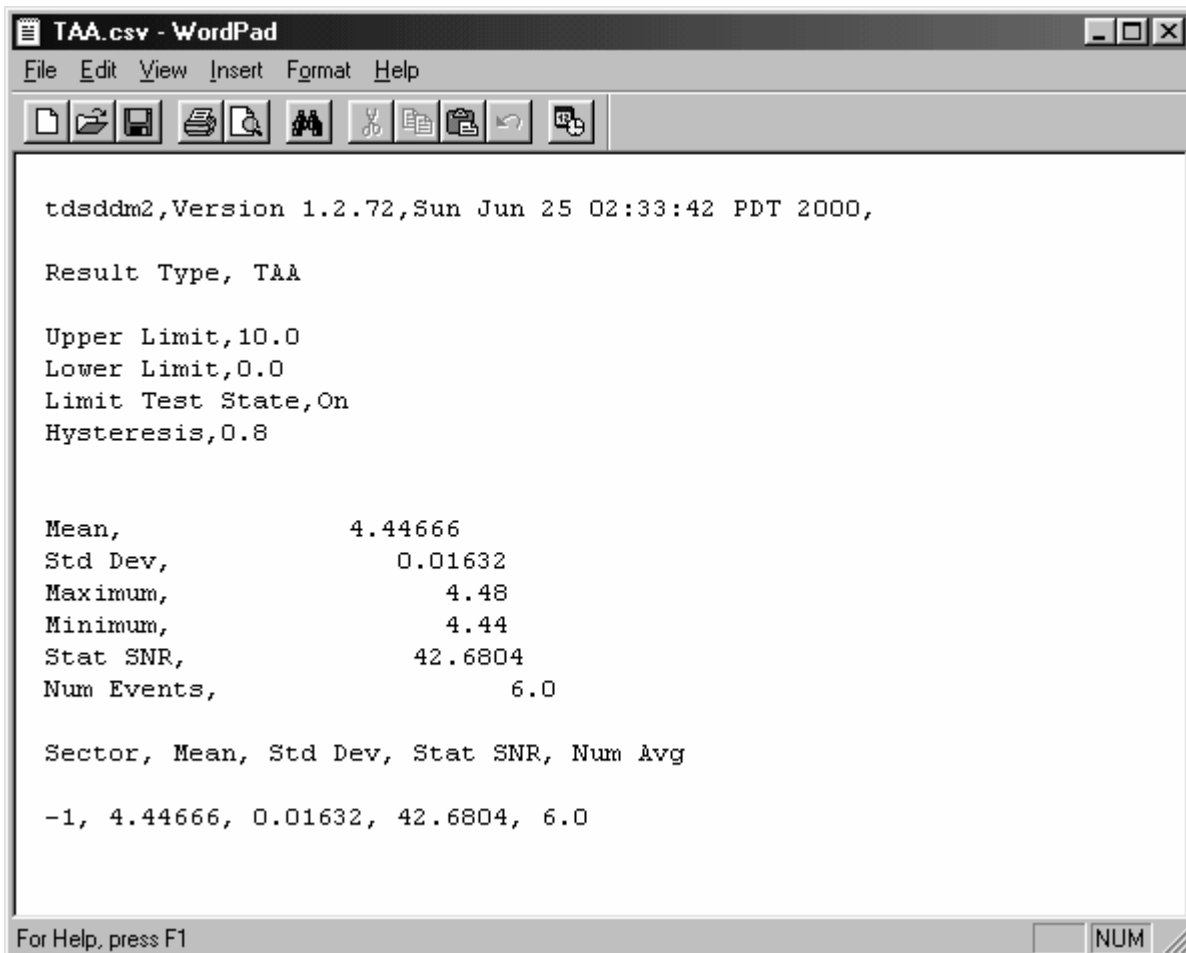 TAA.csv - WordPad
File Edit View Insert Format Help
tdsddm2,Version 1.2.72,Sun Jun 25 02:33:42 PDT 2000,
Result Type, TAA
Upper Limit,10.0
Lower Limit,0.0
Limit Test State,On
Hysteresis,0.8
Mean, 4.44666
Std Dev, 0.01632
Maximum, 4.48
Minimum, 4.44
Stat SNR, 42.6804
Num Events, 6.0
Sector, Mean, Std Dev, Stat SNR, Num Avg
-1, 4.44666, 0.01632, 42.6804, 6.0
For Help, press F1 NUM